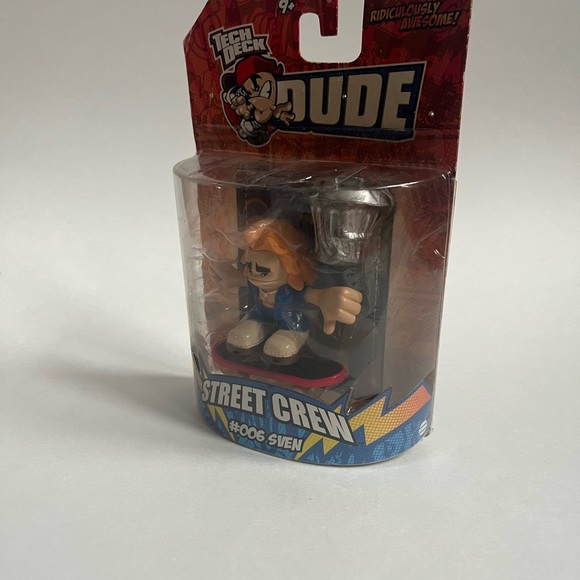 9+
RIDICULOUSLY
AWESOME!
TECH
DECK
DUDE
STREET CREW
#006 SVEN